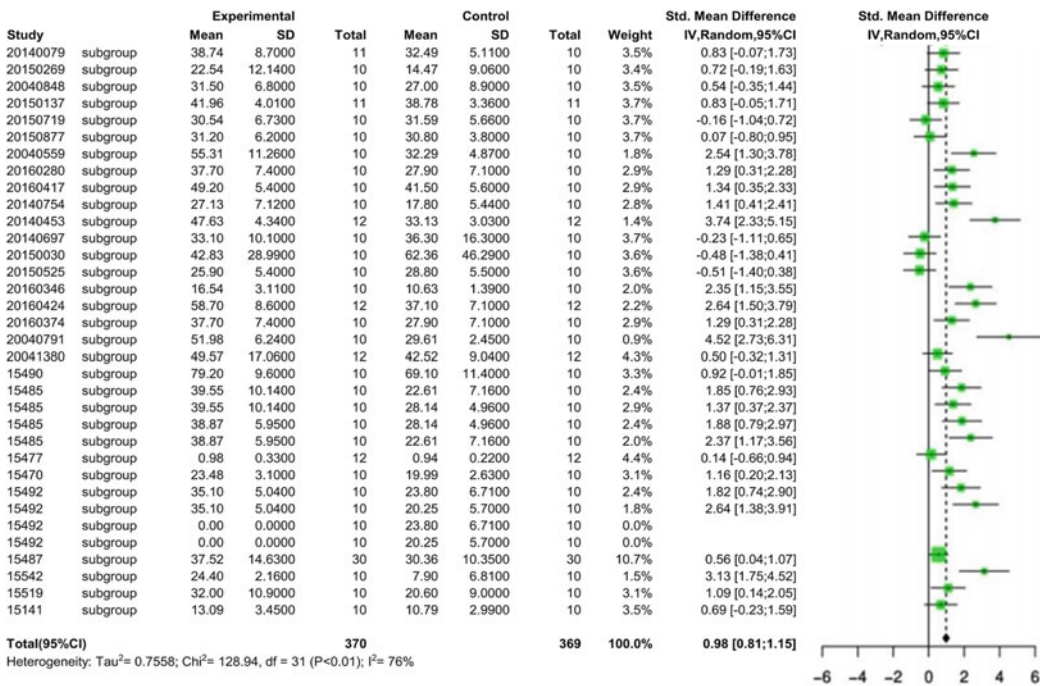 Experimental Control Std. Mean Difference Std. Mean Difference
Study Mean SD Total Mean SD Total Weight IV,Random,95%CI IV,Random,95%CI
20140079 subgroup 38.74 8.7000 11 32.49 5.1100 10 3.5% 0.83 [-0.07;1.73]
20150269 subgroup 22.54 12.1400 10 14.47 9.0600 10 3.4% 0.72 [-0.19;1.63]
20040848 subgroup 31.50 6.8000 10 27.00 8.9000 10 3.6% 0.54 [-0.35;1.44]
20150137 subgroup 41.96 4.0100 11 38.78 3.3600 11 3.7% 0.83 [-0.05;1.71]
20150719 subgroup 30.54 6.7300 10 31.59 5.6600 10 3.7% -0.16 [-1.04;0.72]
20150877 subgroup 31.20 6.2000 10 30.80 3.8000 10 3.7% 0.07 [-0.80;0.95]
20040559 subgroup 55.31 11.2600 10 32.29 4.8700 10 1.8% 2.54 [1.30;3.78]
20160280 subgroup 37.70 7.4000 10 27.90 7.1000 10 2.9% 1.29 [0.31;2.28]
20160417 subgroup 49.20 5.4000 10 41.50 5.6000 10 2.9% 1.34 [0.35;2.33]
20140754 subgroup 27.13 7.1200 10 17.80 5.4400 10 2.8% 1.41 [0.41;2.41]
20140453 subgroup 47.63 4.3400 12 33.13 3.0300 12 1.4% 3.74 [2.33;5.15]
20140697 subgroup 33.10 10.1000 10 36.30 16.3000 10 3.7% -0.23 [-1.11;0.65]
20150030 subgroup 42.83 28.9900 10 62.36 46.2900 10 3.6% -0.48 [-1.38;0.41]
20150525 subgroup 25.90 5.4000 10 28.80 5.5000 10 3.6% -0.51 [-1.40;0.38]
20160346 subgroup 16.54 3.1100 10 10.63 1.3900 10 2.0% 2.35 [1.15;3.55]
20160424 subgroup 58.70 8.6000 12 37.10 7.1000 12 2.0% 2.64 [1.50;3.79]
20160374 subgroup 37.70 7.4000 10 27.90 7.1000 10 2.9% 1.29 [0.31;2.28]
20040791 subgroup 51.98 6.2400 10 29.61 2.4500 10 0.9% 4.52 [2.73;6.31]
20041380 subgroup 49.57 17.0600 12 42.52 9.0400 12 4.3% 0.50 [-0.32;1.31]
15490 subgroup 79.20 9.6000 10 69.10 11.4000 10 3.3% 0.92 [-0.01;1.85]
15485 subgroup 39.55 10.1400 10 22.61 7.1600 10 2.4% 1.85 [0.76;2.93]
15485 subgroup 39.55 10.1400 10 28.14 4.9600 10 2.9% 1.37 [0.37;2.37]
15485 subgroup 38.87 5.9500 10 28.14 4.9600 10 2.4% 1.88 [0.79;2.97]
15485 subgroup 38.87 5.9500 10 22.61 7.1600 10 2.0% 2.37 [1.17;3.56]
15477 subgroup 0.98 0.3300 12 0.94 0.2200 12 4.4% 0.14 [-0.66;0.94]
15470 subgroup 23.48 3.1000 10 19.99 2.6300 10 3.1% 1.16 [0.20;2.13]
15492 subgroup 35.10 5.0400 10 23.80 6.7100 10 2.4% 1.82 [0.74;2.90]
15492 subgroup 35.10 5.0400 10 20.25 5.7000 10 1.8% 2.64 [1.38;3.91]
15492 subgroup 0.00 0.0000 10 23.80 6.7100 10 0.0%
15492 subgroup 0.00 0.0000 10 20.25 5.7000 10 0.0%
15487 subgroup 37.52 14.6300 30 30.36 10.3500 30 10.7% 0.56 [0.04;1.07]
15542 subgroup 24.40 2.1600 10 7.90 6.8100 10 1.5% 3.13 [1.75;4.52]
15519 subgroup 32.00 10.9000 10 20.60 9.0000 10 3.1% 1.09 [0.14;2.05]
15141 subgroup 13.09 3.4500 10 10.79 2.9900 10 3.5% 0.69 [-0.23;1.59]
Total(95%CI) 370 369 100.0% 0.98 [0.81;1.15]
Heterogeneity: Tau²= 0.7558; Chi²= 128.94, df = 31 (P<0.01); I²= 76%
-6 -4 -2 0 2 4 6